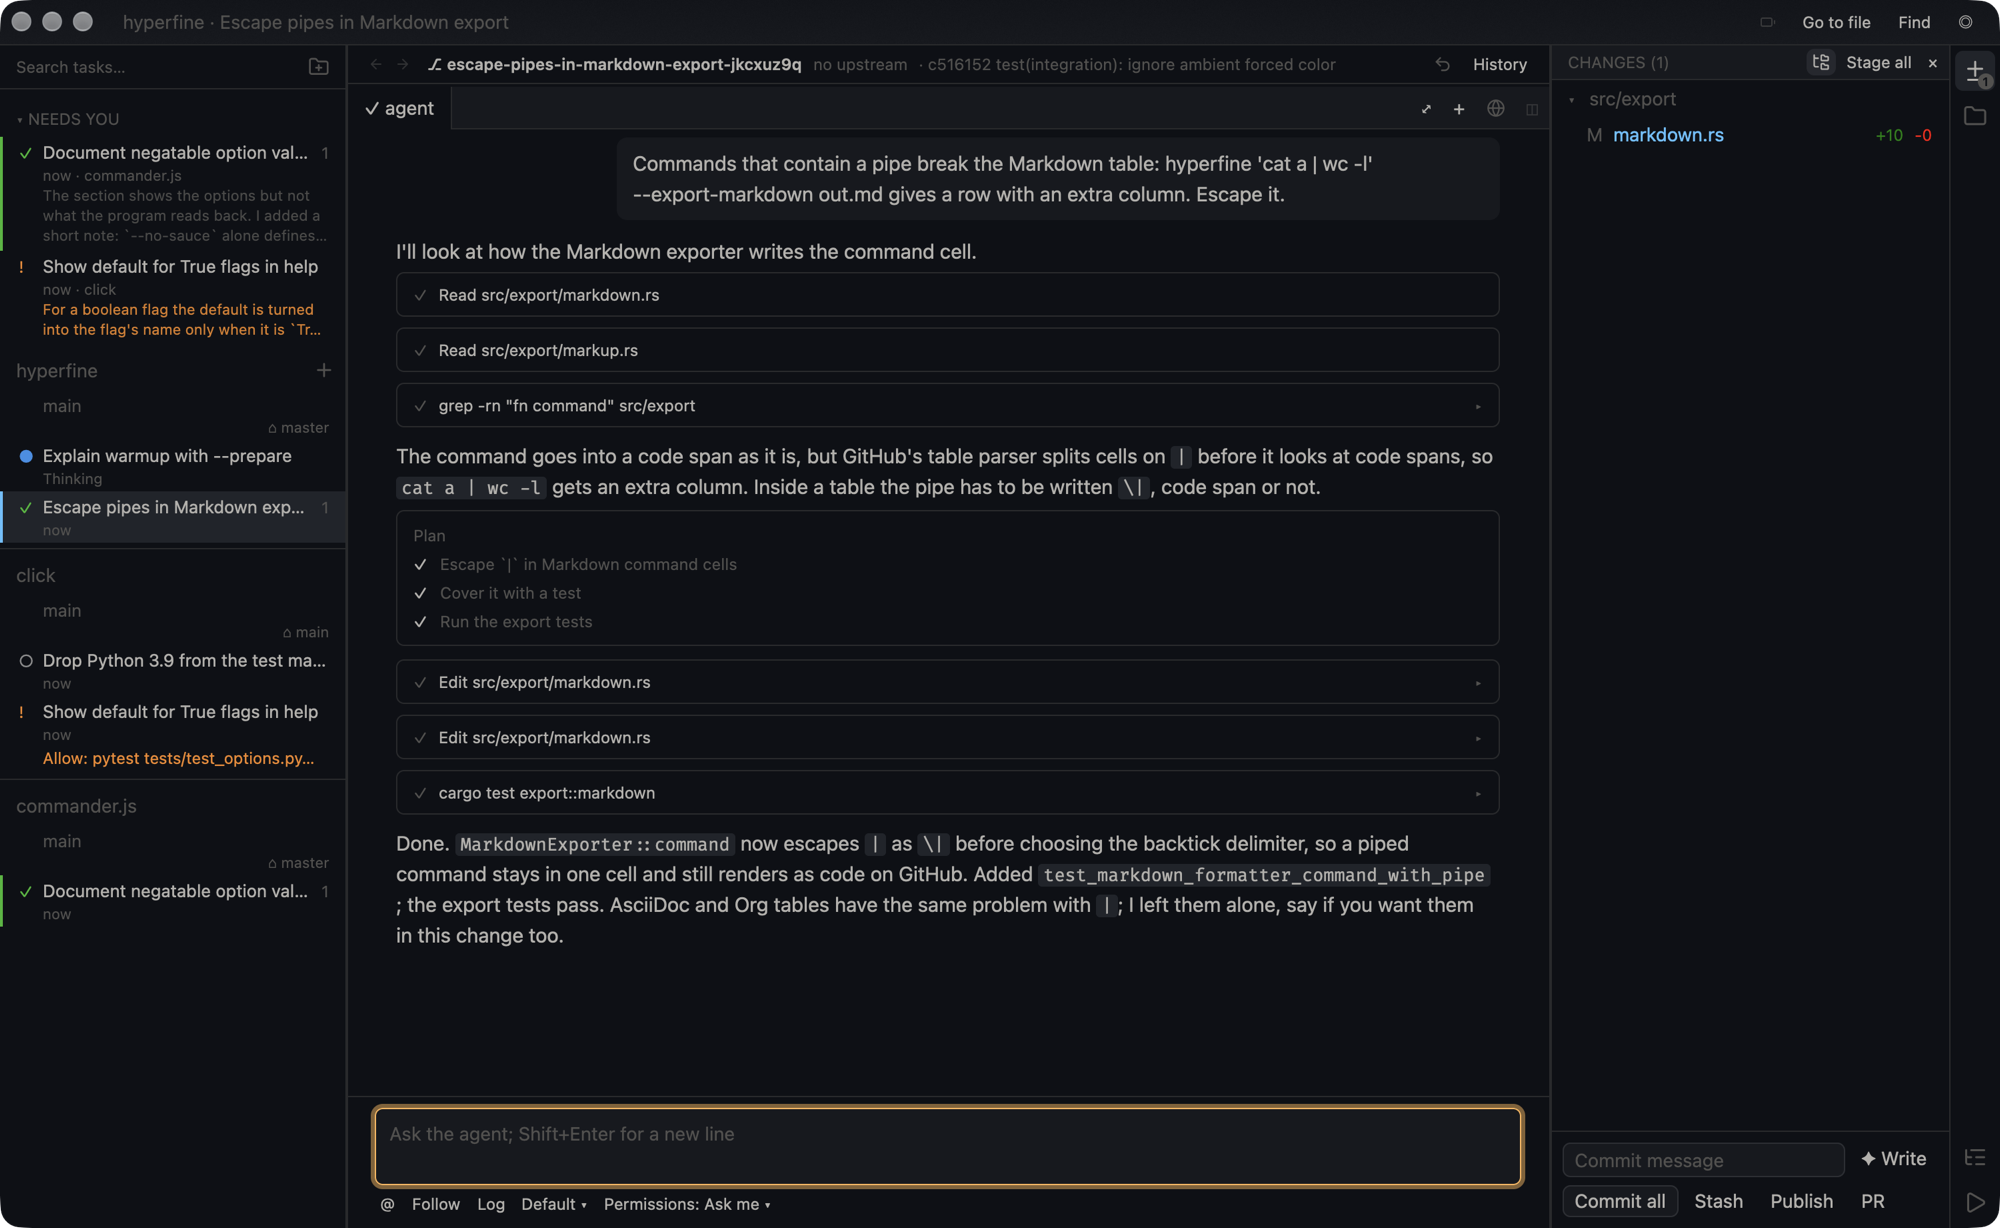 hyperfine · Escape pipes in Markdown export
Go to file
Find
Search tasks...
NEEDS YOU
Document negatable option val... 1
now · commander.js
The section shows the options but not
what the program reads back. I added a
short note: `--no-sauce` alone defines...
! Show default for True flags in help
now · click
For a boolean flag the default is turned
into the flag's name only when it is `Tr...
hyperfine
main
master
Explain warmup with --prepare
Thinking
Escape pipes in Markdown exp... 1
now
click
main
main
Drop Python 3.9 from the test ma...
now
! Show default for True flags in help
now
Allow: pytest tests/test_options.py...
commander.js
main
master
Document negatable option val... 1
now
escape-pipes-in-markdown-export-jkcxuz9q no upstream · c516152 test(integration): ignore ambient forced color
History
agent
Commands that contain a pipe break the Markdown table: hyperfine 'cat a | wc -l'
--export-markdown out.md gives a row with an extra column. Escape it.
I'll look at how the Markdown exporter writes the command cell.
Read src/export/markdown.rs
Read src/export/markup.rs
grep -rn "fn command" src/export
The command goes into a code span as it is, but GitHub's table parser splits cells on | before it looks at code spans, so
cat a | wc -l gets an extra column. Inside a table the pipe has to be written \|, code span or not.
Plan
Escape `|` in Markdown command cells
Cover it with a test
Run the export tests
Edit src/export/markdown.rs
Edit src/export/markdown.rs
cargo test export::markdown
Done. MarkdownExporter::command now escapes | as \| before choosing the backtick delimiter, so a piped
command stays in one cell and still renders as code on GitHub. Added test_markdown_formatter_command_with_pipe
; the export tests pass. AsciiDoc and Org tables have the same problem with |; I left them alone, say if you want them
in this change too.
Ask the agent; Shift+Enter for a new line
@ Follow Log Default Permissions: Ask me
CHANGES (1)
Stage all ×
src/export
M markdown.rs +10 -0
1
Commit message
Write
Commit all Stash Publish PR